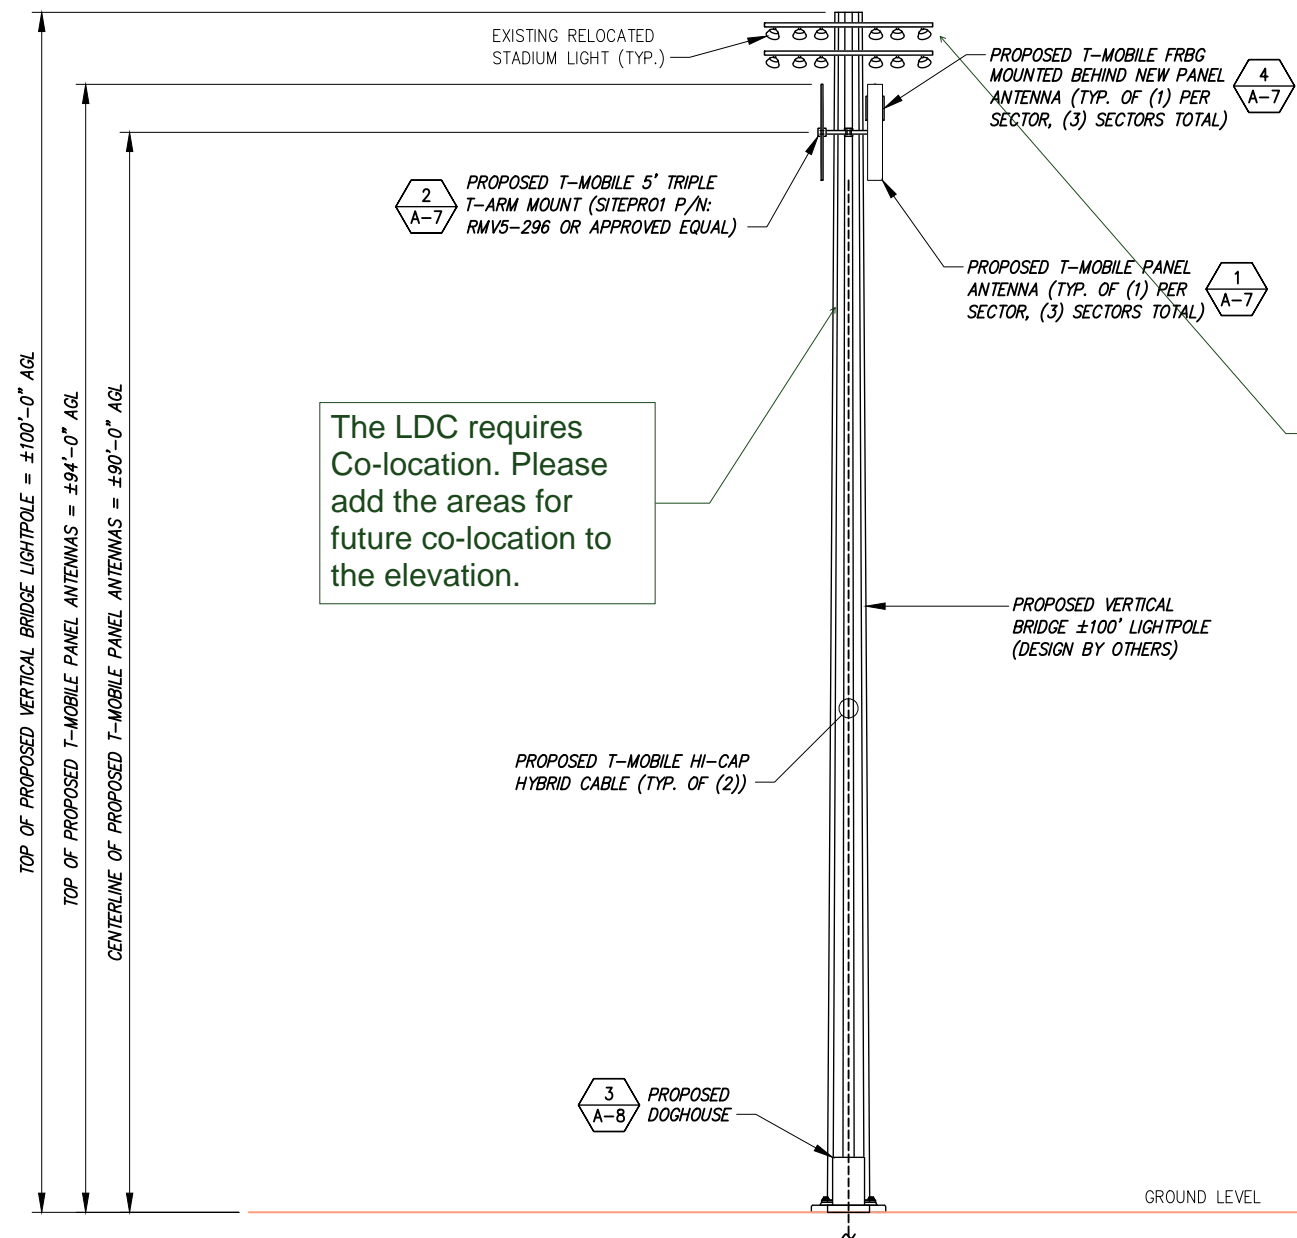 EXISTING RELOCATED
STADIUM LIGHT (TYP.)
PROPOSED T-MOBILE FRBG
MOUNTED BEHIND NEW PANEL
ANTENNA (TYP. OF (1) PER
SECTOR, (3) SECTORS TOTAL)
4
A-7
2
A-7
PROPOSED T-MOBILE 5' TRIPLE
T-ARM MOUNT (SITEPRO1 P/N:
RMV5-296 OR APPROVED EQUAL)
PROPOSED T-MOBILE PANEL
ANTENNA (TYP. OF (1) PER
SECTOR, (3) SECTORS TOTAL)
1
A-7
TOP OF PROPOSED VERTICAL BRIDGE LIGHTPOLE = ±100'-0" AGL
TOP OF PROPOSED T-MOBILE PANEL ANTENNAS = ±94'-0" AGL
CENTERLINE OF PROPOSED T-MOBILE PANEL ANTENNAS = ±90'-0" AGL
The LDC requires
Co-location. Please
add the areas for
future co-location to
the elevation.
PROPOSED VERTICAL
BRIDGE ±100' LIGHTPOLE
(DESIGN BY OTHERS)
PROPOSED T-MOBILE HI-CAP
HYBRID CABLE (TYP. OF (2))
3
A-8
PROPOSED
DOGHOUSE
GROUND LEVEL